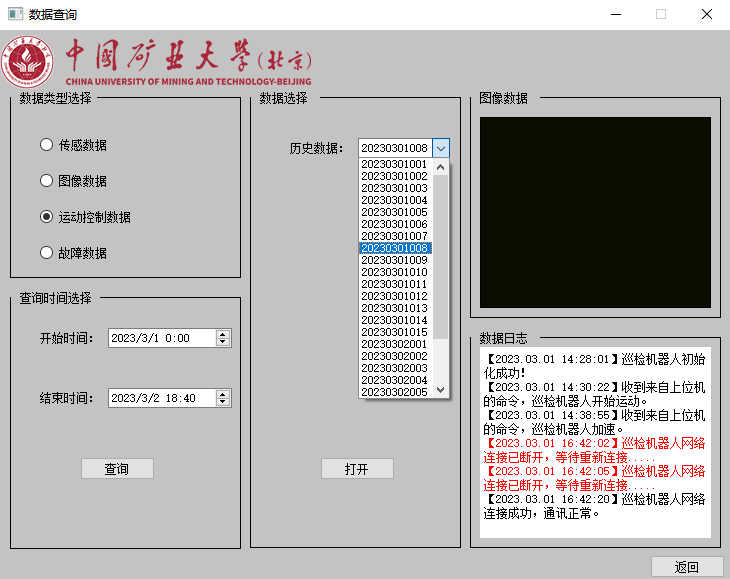 数据查询
中国矿业大学(北京)
CHINA UNIVERSITY OF MINING AND TECHNOLOGY-BEIJING
数据类型选择
传感数据
图像数据
运动控制数据
故障数据
查询时间选择
开始时间:
2023/3/1 0:00
结束时间:
2023/3/2 18:40
查询
数据选择
历史数据:
20230301008
20230301001
20230301002
20230301003
20230301004
20230301005
20230301006
20230301007
20230301008
20230301009
20230301010
20230301011
20230301012
20230301013
20230301014
20230301015
20230302001
20230302002
20230302003
20230302004
20230302005
打开
图像数据
数据日志
【2023.03.01 14:28:01】巡检机器人初始
化成功!
【2023.03.01 14:30:22】收到来自上位机
的命令，巡检机器人开始运动。
【2023.03.01 14:38:55】收到来自上位机
的命令，巡检机器人加速。
【2023.03.01 16:42:02】巡检机器人网络
连接已断开，等待重新连接.....
【2023.03.01 16:42:05】巡检机器人网络
连接已断开，等待重新连接.....
【2023.03.01 16:42:20】巡检机器人网络
连接成功，通讯正常。
返回